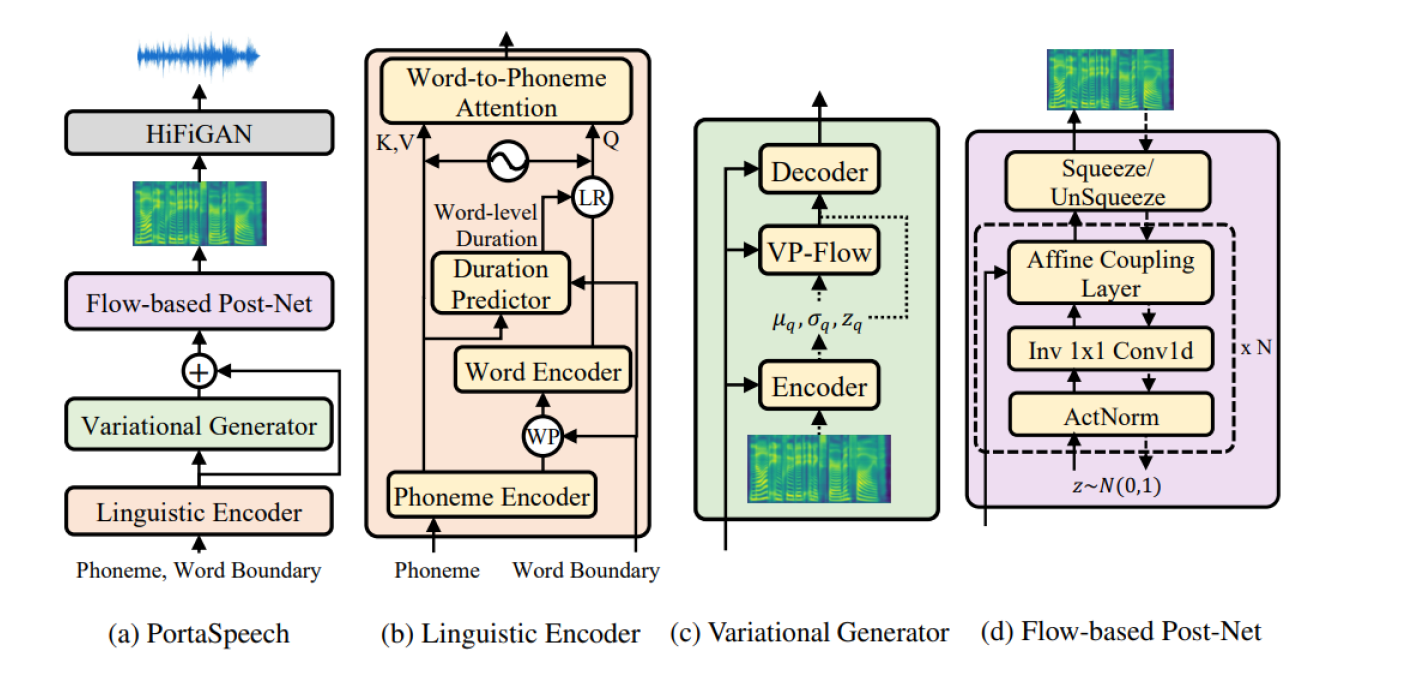 HiFiGAN
Flow-based Post-Net
+
Variational Generator
Linguistic Encoder
Phoneme, Word Boundary
(a) PortaSpeech
Word-to-Phoneme
Attention
K,V
Q
LR
Word-level
Duration
Duration
Predictor
Word Encoder
WP
Phoneme Encoder
Phoneme
Word Boundary
(b) Linguistic Encoder
Decoder
VP-Flow
μq, σq, zq
Encoder
(c) Variational Generator
Squeeze/
UnSqueeze
Affine Coupling
Layer
Inv 1x1 Conv1d
x N
ActNorm
z~N(0,1)
(d) Flow-based Post-Net